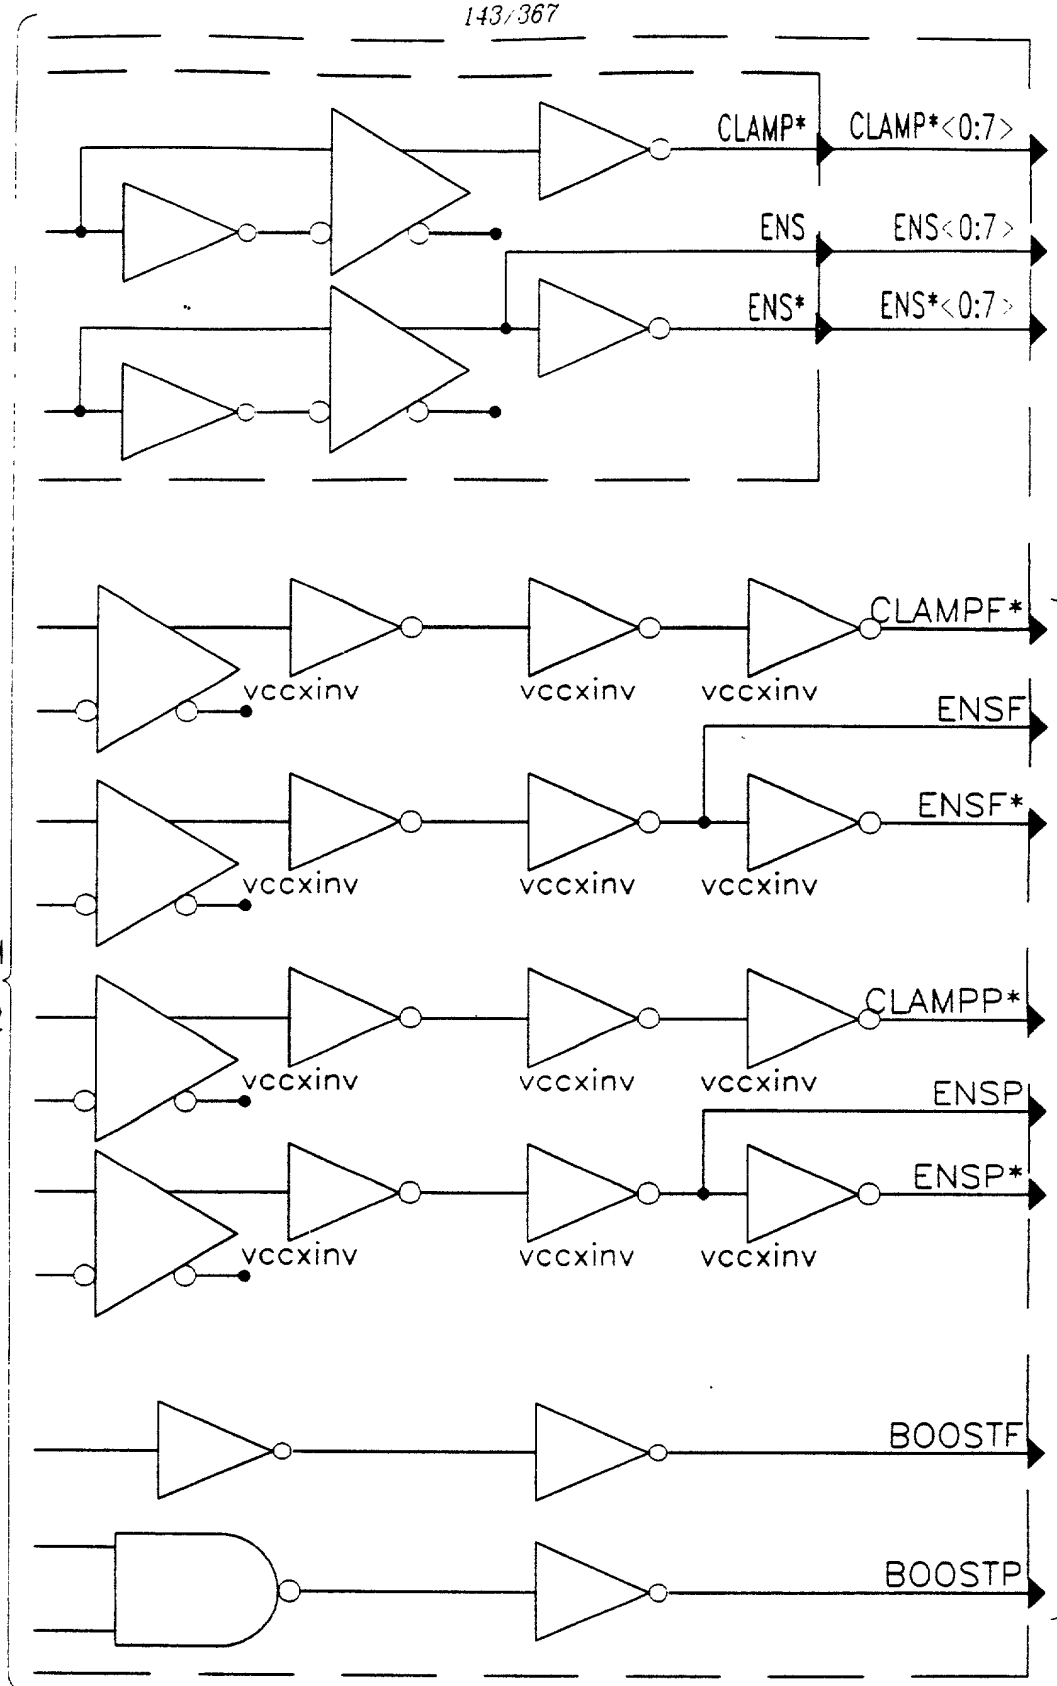 143/367
CLAMP* CLAMP*<0:7>
ENS ENS<0:7>
ENS* ENS*<0:7>
CLAMPF*
vccxinv vccxinv vccxinv
ENSF
ENSF*
vccxinv vccxinv vccxinv
CLAMPP*
vccxinv vccxinv vccxinv
ENSP
ENSP*
vccxinv vccxinv vccxinv
BOOSTF
BOOSTP